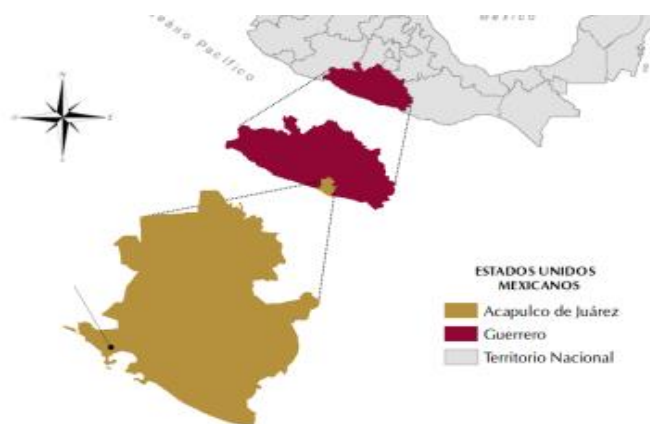 México
Océano Pacífico
N
E
S
ESTADOS UNIDOS
MEXICANOS
Acapulco de Juárez
Guerrero
Territorio Nacional